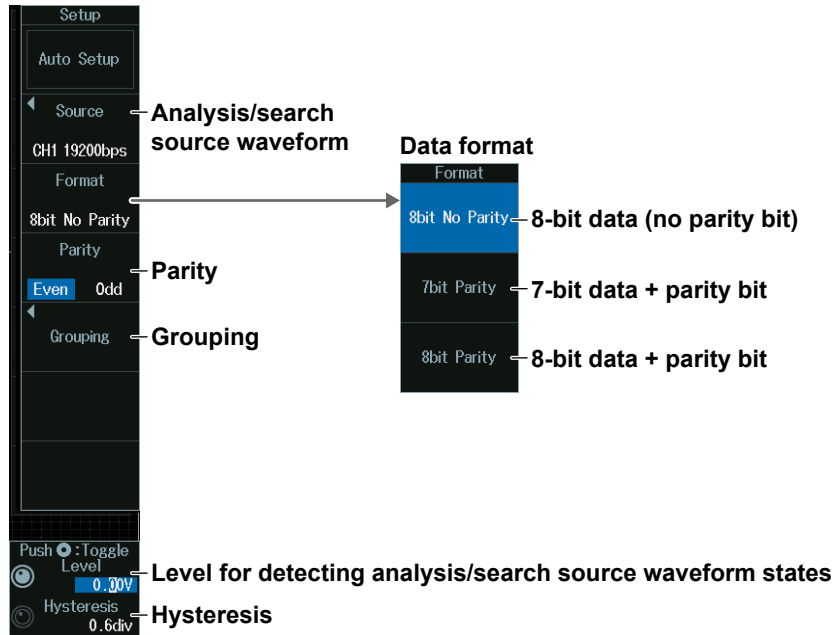 Setup
Auto Setup
Source
CH1 19200bps
Analysis/search
source waveform
Format
8bit No Parity
Parity
Even Odd
Parity
Grouping
Grouping
Data format
Format
8bit No Parity
8-bit data (no parity bit)
7bit Parity
7-bit data + parity bit
8bit Parity
8-bit data + parity bit
Push :Toggle
Level
0.00V
Level for detecting analysis/search source waveform states
Hysteresis
0.6div
Hysteresis